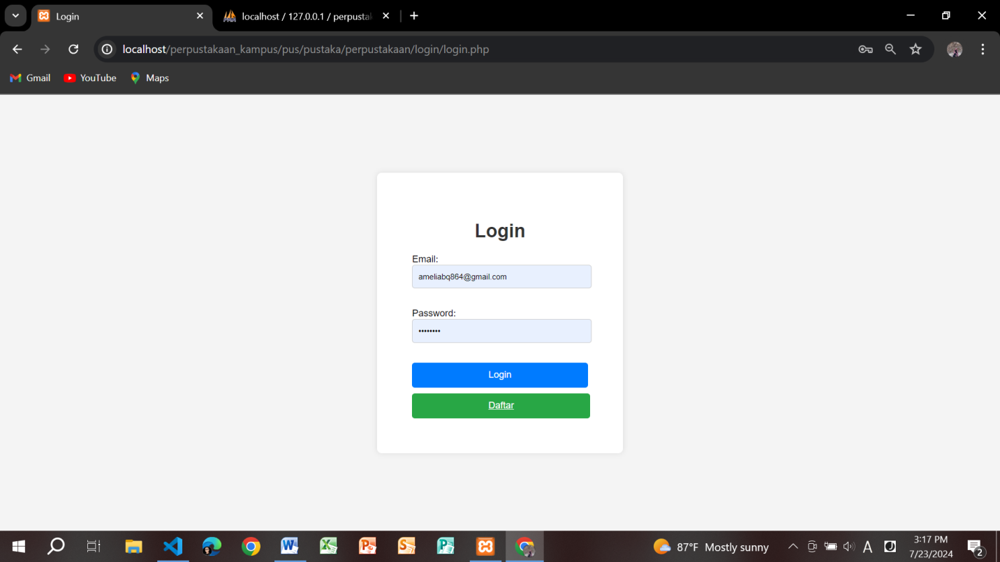 Login
localhost / 127.0.0.1 / perpusta
localhost/perpustakaan_kampus/pus/pustaka/perpustakaan/login/login.php
Gmail
YouTube
Maps
Login
Email:
ameliabq864@gmail.com
Password:
••••••••
Login
Daftar
87°F Mostly sunny
A
3:17 PM
7/23/2024
2